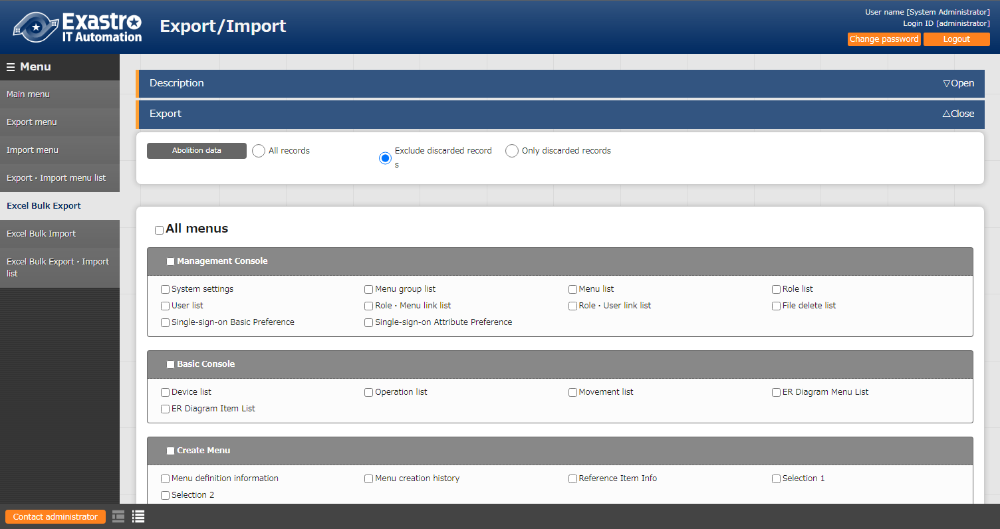 Exastro
IT Automation
Export/Import
User name [System Administrator]
Login ID [administrator]
Change password
Logout
Menu
Main menu
Export menu
Import menu
Export・Import menu list
Excel Bulk Export
Excel Bulk Import
Excel Bulk Export・Import
list
Description
▽Open
Export
△Close
Abolition data
All records
Exclude discarded record
s
Only discarded records
All menus
Management Console
System settings
Menu group list
Menu list
Role list
User list
Role・Menu link list
Role・User link list
File delete list
Single-sign-on Basic Preference
Single-sign-on Attribute Preference
Basic Console
Device list
Operation list
Movement list
ER Diagram Menu List
ER Diagram Item List
Create Menu
Menu definition information
Menu creation history
Reference Item Info
Selection 1
Selection 2
Contact administrator